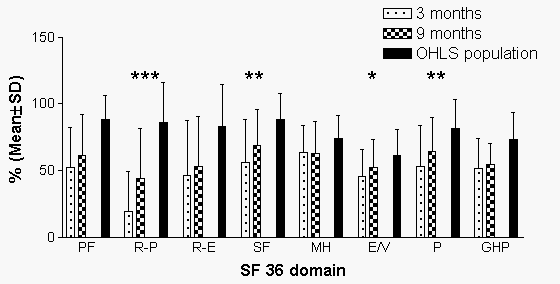 3 months
9 months
OHLS population
150
100
50
0
% (Mean±SD)
***
**
*
**
PF R-P R-E SF MH E/V P GHP
SF 36 domain